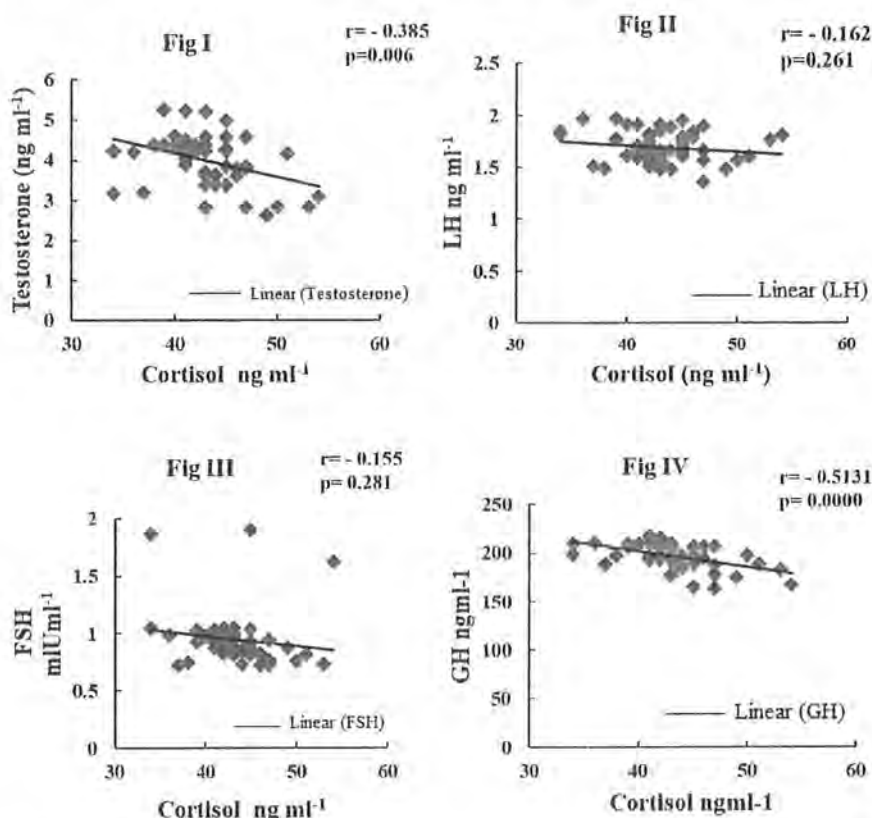 Fig I
r= - 0.385
p=0.006
Testosterone (ng ml⁻¹)
6
5
4
3
2
1
0
Linear (Testosterone)
30 40 50 60
Cortisol ng ml⁻¹
Fig II
r= - 0.162
p=0.261
LH ng ml⁻¹
2.5
2
1.5
1
0.5
0
Linear (LH)
30 40 50 60
Cortisol (ng ml⁻¹)
Fig III
r= - 0.155
p= 0.281
FSH
mIUml⁻¹
2
1.5
1
0.5
0
Linear (FSH)
30 40 50 60
Cortisol ng ml⁻¹
Fig IV
r= - 0.5131
p= 0.0000
GH ngml-1
250
200
150
100
50
0
Linear (GH)
30 40 50 60
Cortisol ngml-1